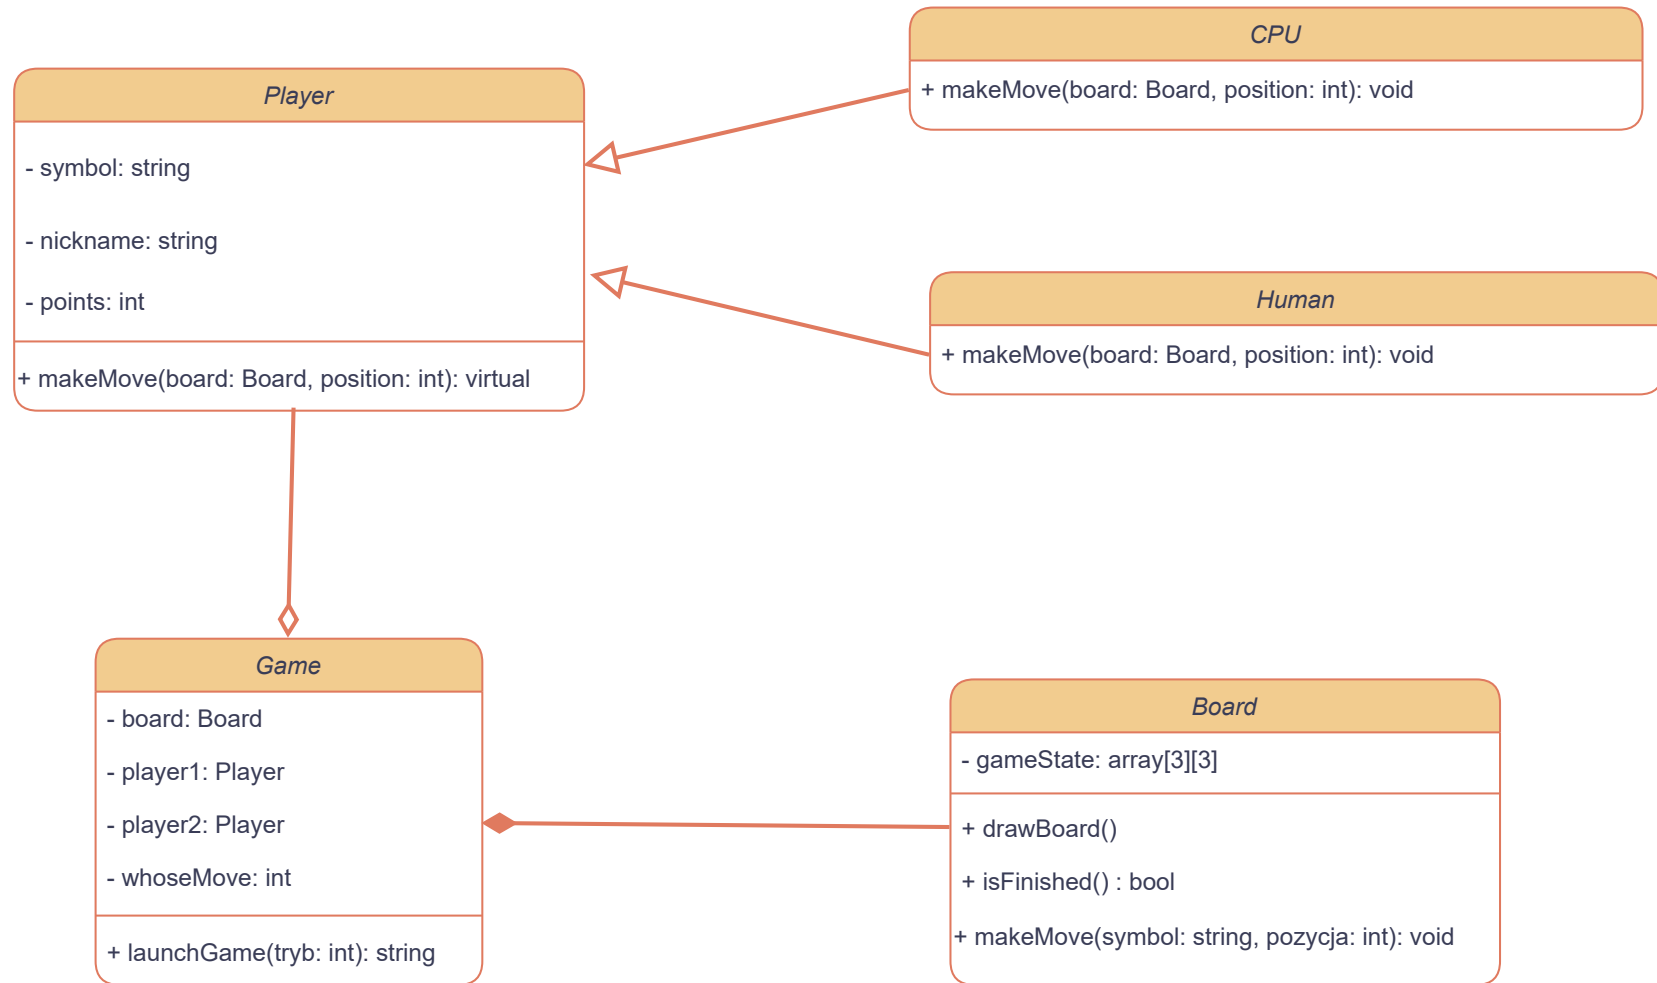 CPU
+ makeMove(board: Board, position: int): void
Player
- symbol: string
- nickname: string
- points: int
+ makeMove(board: Board, position: int): virtual
Human
+ makeMove(board: Board, position: int): void
Game
- board: Board
- player1: Player
- player2: Player
- whoseMove: int
+ launchGame(tryb: int): string
Board
- gameState: array[3][3]
+ drawBoard()
+ isFinished() : bool
+ makeMove(symbol: string, pozycja: int): void